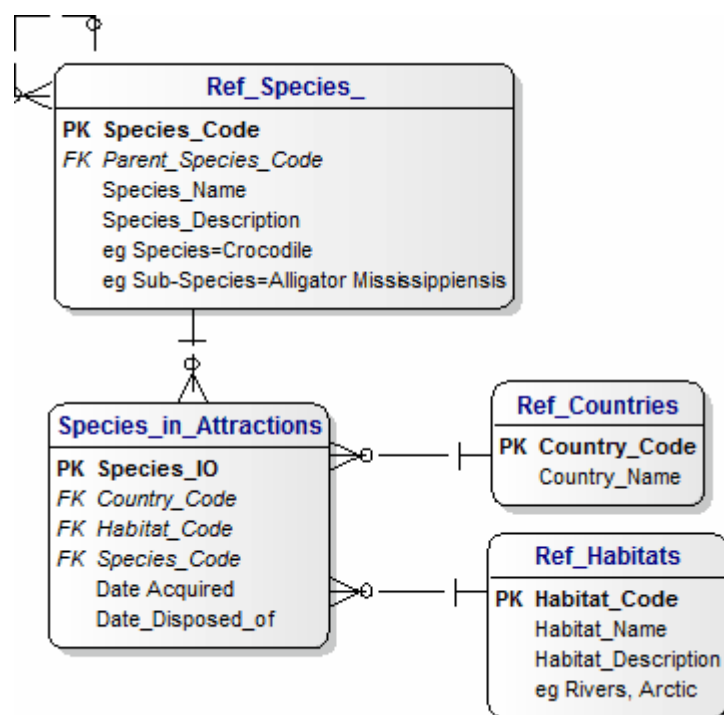 Ref_Species_
PK Species_Code
FK Parent_Species_Code
Species_Name
Species_Description
eg Species=Crocodile
eg Sub-Species=Alligator Mississippiensis
Species_in_Attractions
PK Species_IO
FK Country_Code
FK Habitat_Code
FK Species_Code
Date Acquired
Date_Disposed_of
Ref_Countries
PK Country_Code
Country_Name
Ref_Habitats
PK Habitat_Code
Habitat_Name
Habitat_Description
eg Rivers, Arctic